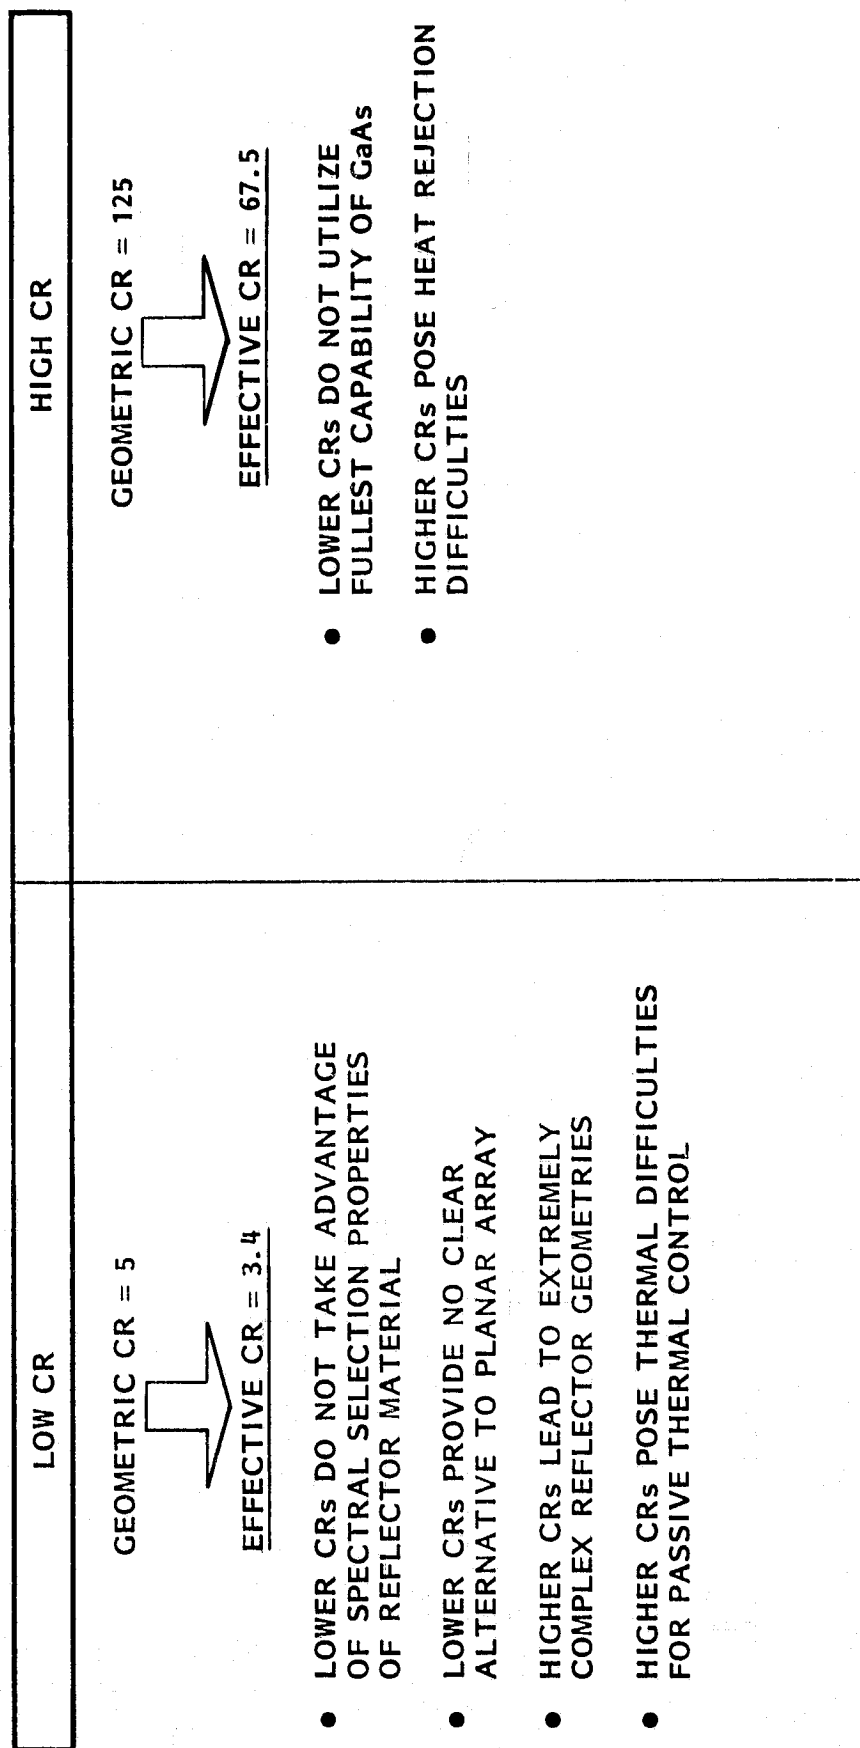 LOW CR
GEOMETRIC CR = 5
EFFECTIVE CR = 3.4
● LOWER CRs DO NOT TAKE ADVANTAGE
OF SPECTRAL SELECTION PROPERTIES
OF REFLECTOR MATERIAL
● LOWER CRs PROVIDE NO CLEAR
ALTERNATIVE TO PLANAR ARRAY
● HIGHER CRs LEAD TO EXTREMELY
COMPLEX REFLECTOR GEOMETRIES
● HIGHER CRs POSE THERMAL DIFFICULTIES
FOR PASSIVE THERMAL CONTROL
HIGH CR
GEOMETRIC CR = 125
EFFECTIVE CR = 67.5
● LOWER CRs DO NOT UTILIZE
FULLEST CAPABILITY OF GaAs
● HIGHER CRs POSE HEAT REJECTION
DIFFICULTIES